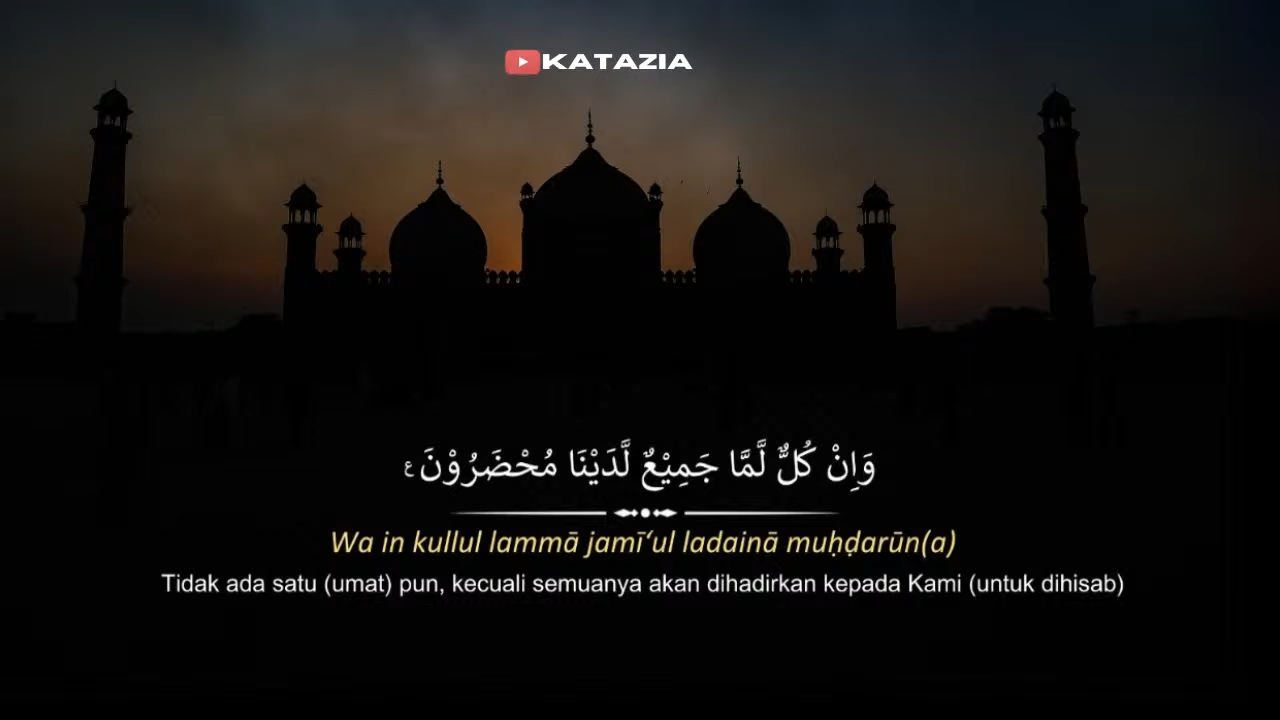 KATAZIA
وَاِنْ كُلٌّ لَّمَّا جَمِيْعٌ لَّدَيْنَا مُحْضَرُوْنَ ࣖ
Wa in kullul lammā jamī‘ul ladainā muḥḍarūn(a)
Tidak ada satu (umat) pun, kecuali semuanya akan dihadirkan kepada Kami (untuk dihisab)